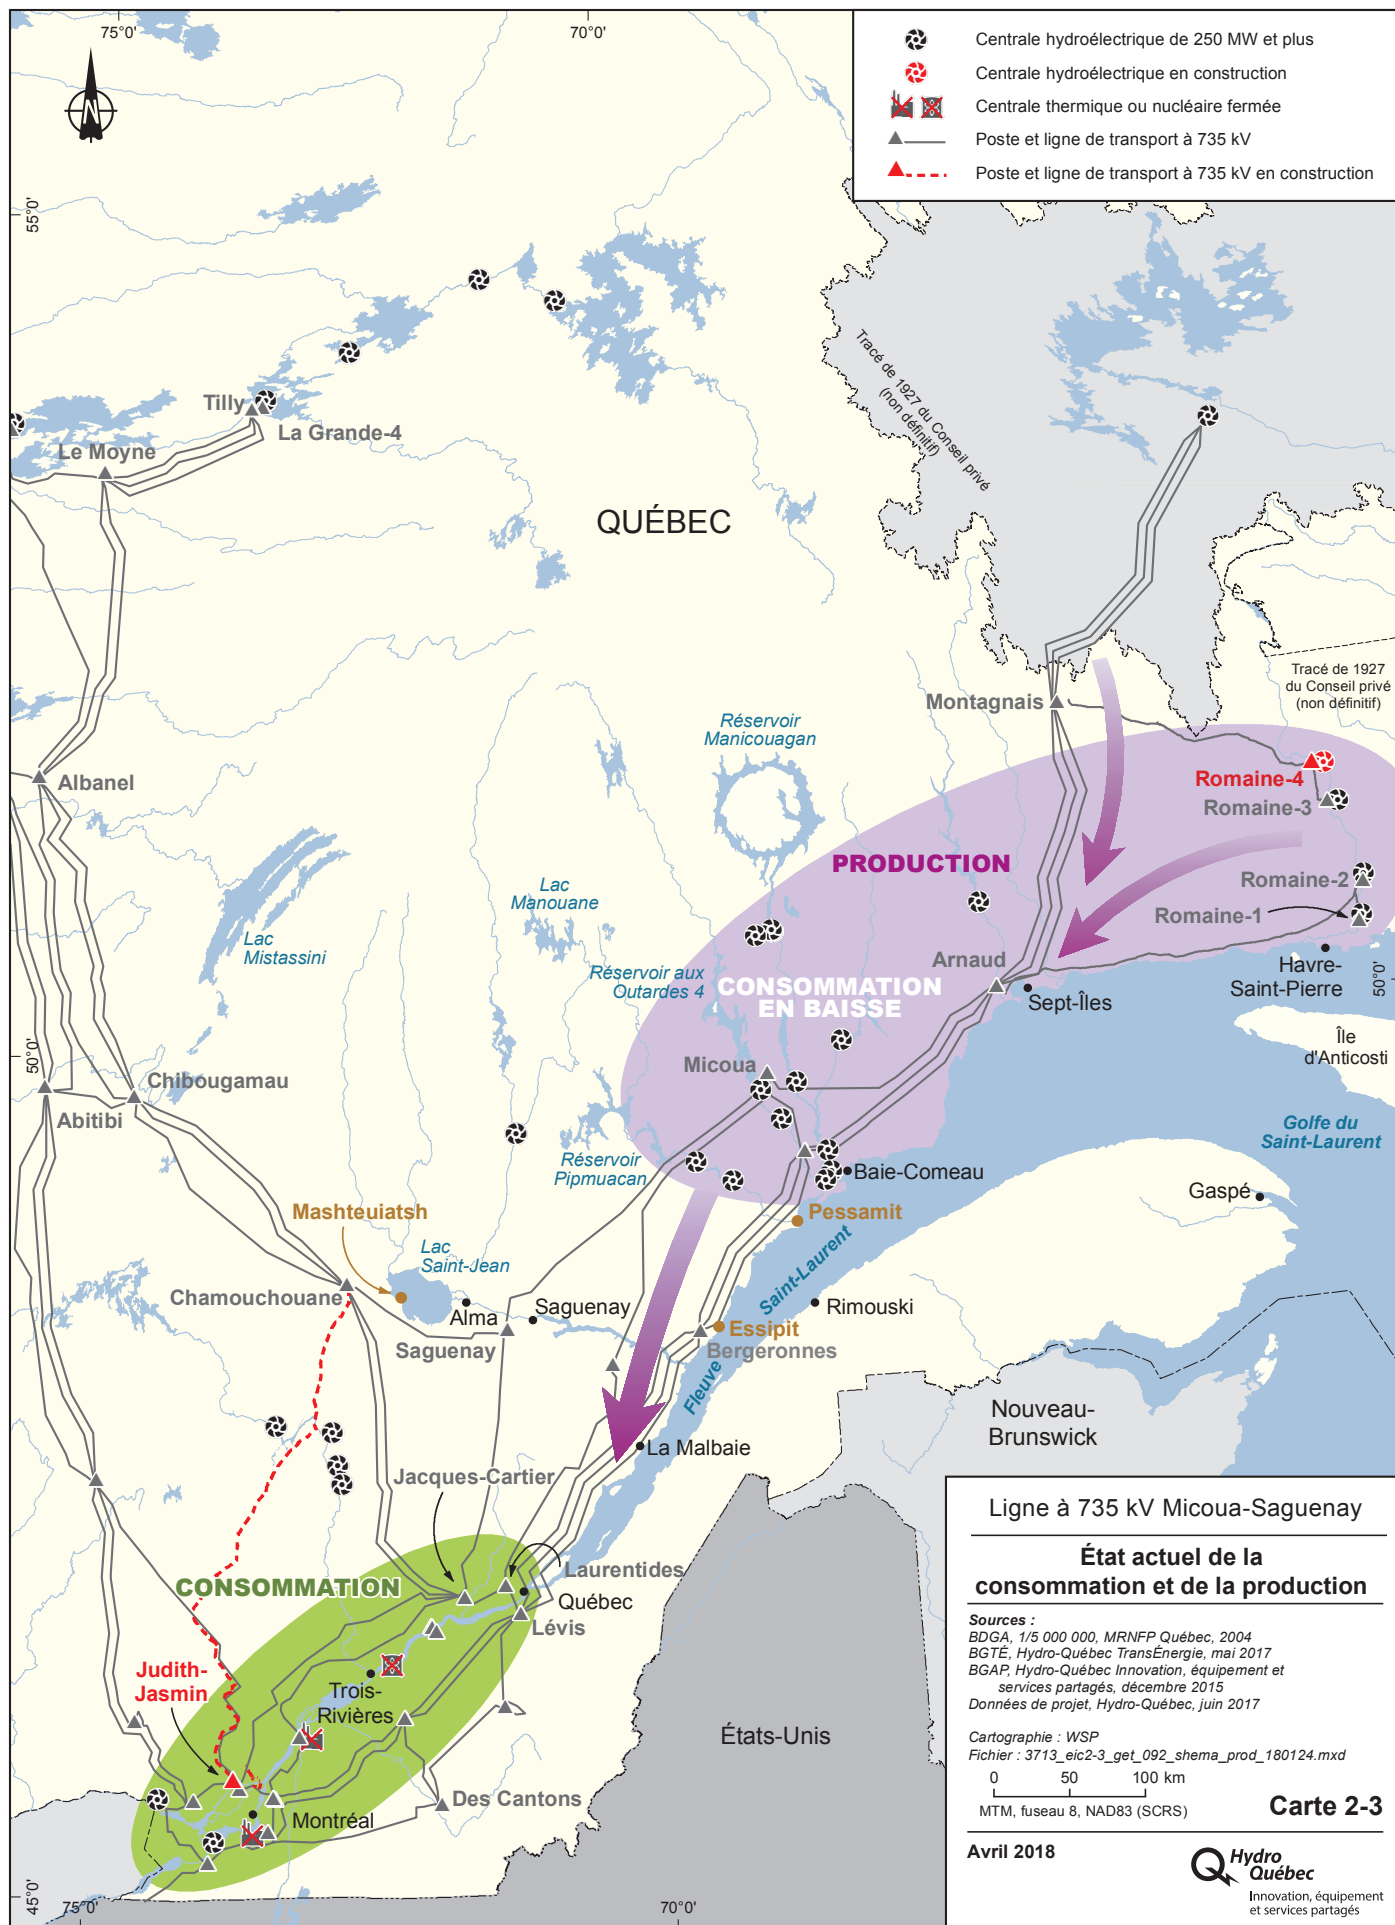 75°0'
70°0'
Centrale hydroélectrique de 250 MW et plus
Centrale hydroélectrique en construction
Centrale thermique ou nucléaire fermée
Poste et ligne de transport à 735 kV
Poste et ligne de transport à 735 kV en construction
N
55°0'
Tracé de 1927 du Conseil privé
(non définitif)
Tilly
La Grande-4
Le Moyne
QUÉBEC
Tracé de 1927
du Conseil privé
(non définitif)
Montagnais
Réservoir
Manicouagan
Albanel
Romaine-4
Romaine-3
PRODUCTION
Romaine-2
Romaine-1
Lac
Manouane
Lac
Mistassini
Réservoir aux
Outardes 4
CONSOMMATION
EN BAISSE
Arnaud
Sept-Îles
Havre-
Saint-Pierre
50°0'
Île
d'Anticosti
50°0'
Micoua
Chibougamau
Abitibi
Golfe du
Saint-Laurent
Réservoir
Pipmuacan
Baie-Comeau
Gaspé
Mashteuiatsh
Pessamit
Lac
Saint-Jean
Saint-Laurent
Chamouchouane
Alma
Saguenay
Rimouski
Saguenay
Essipit
Bergeronnes
Fleuve
Nouveau-
Brunswick
La Malbaie
Jacques-Cartier
Laurentides
CONSOMMATION
Québec
Lévis
Judith-
Jasmin
Trois-
Rivières
États-Unis
Des Cantons
Montréal
45°0'
75°0'
70°0'
Ligne à 735 kV Micoua-Saguenay
État actuel de la
consommation et de la production
Sources :
BDGA, 1/5 000 000, MRNFP Québec, 2004
BGTÉ, Hydro-Québec TransÉnergie, mai 2017
BGAP, Hydro-Québec Innovation, équipement et
services partagés, décembre 2015
Données de projet, Hydro-Québec, juin 2017
Cartographie : WSP
Fichier : 3713_eic2-3_get_092_shema_prod_180124.mxd
0 50 100 km
MTM, fuseau 8, NAD83 (SCRS)
Carte 2-3
Avril 2018
Hydro
Québec
Innovation, équipement
et services partagés